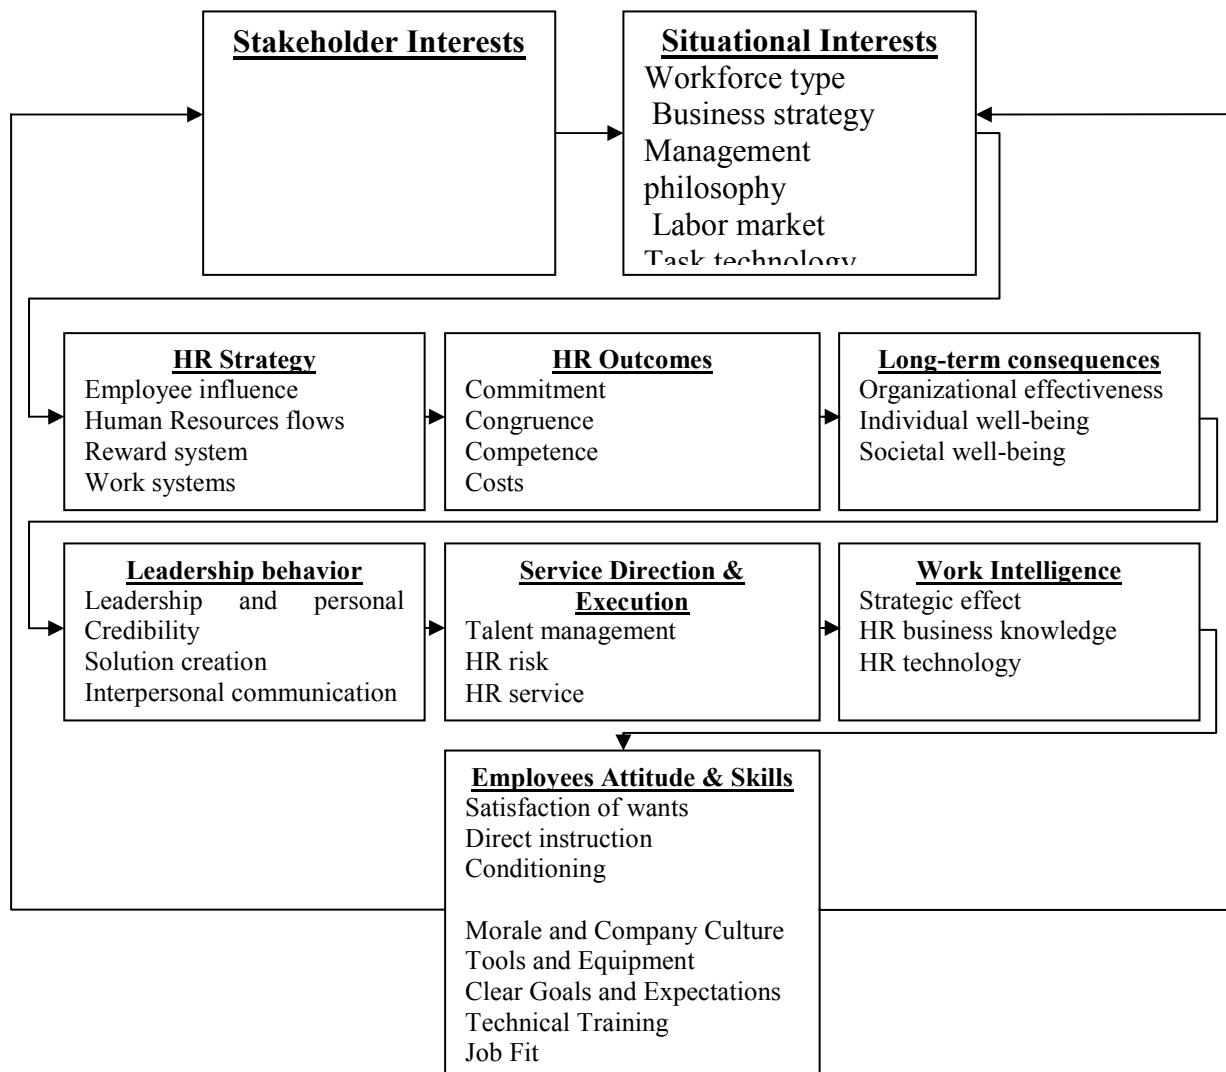 Stakeholder Interests
Situational Interests
Workforce type
Business strategy
Management
philosophy
Labor market
Task technology
HR Strategy
Employee influence
Human Resources flows
Reward system
Work systems
HR Outcomes
Commitment
Congruence
Competence
Costs
Long-term consequences
Organizational effectiveness
Individual well-being
Societal well-being
Leadership behavior
Leadership and personal
Credibility
Solution creation
Interpersonal communication
Service Direction &
Execution
Talent management
HR risk
HR service
Work Intelligence
Strategic effect
HR business knowledge
HR technology
Employees Attitude & Skills
Satisfaction of wants
Direct instruction
Conditioning
Morale and Company Culture
Tools and Equipment
Clear Goals and Expectations
Technical Training
Job Fit